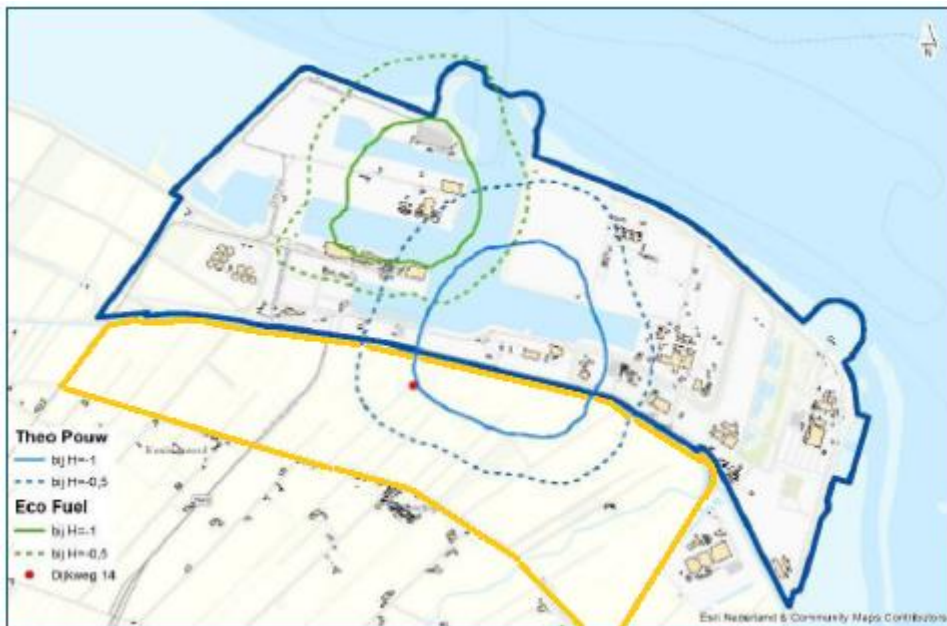 N
Theo Pouw
bij H=-1
bij H=-0,5
Eco Fuel
bij H=-1
bij H=-0,5
Dijkweg 14
Esri Nederland & Community Maps Contributors